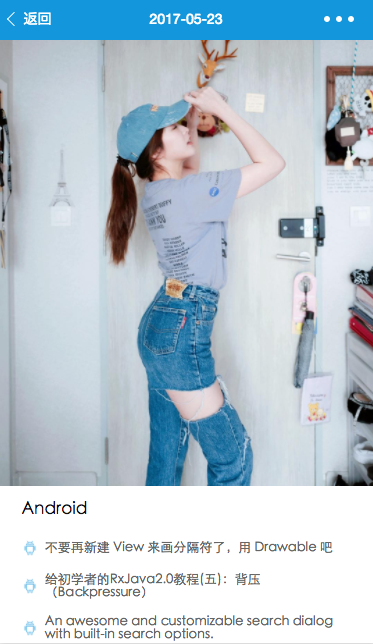 返回
2017-05-23
YOU
Android
不要再新建 View 来画分隔符了，用 Drawable 吧
给初学者的RxJava2.0教程(五)：背压
（Backpressure）
An awesome and customizable search dialog
with built-in search options.